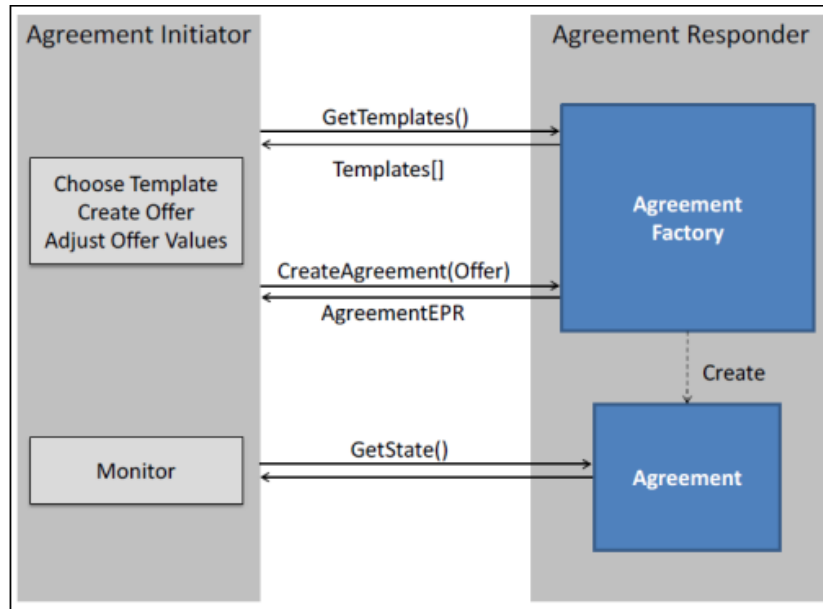 Agreement Initiator
Agreement Responder
GetTemplates()
Templates[]
Choose Template
Create Offer
Adjust Offer Values
Agreement
Factory
CreateAgreement(Offer)
AgreementEPR
Create
Monitor
GetState()
Agreement